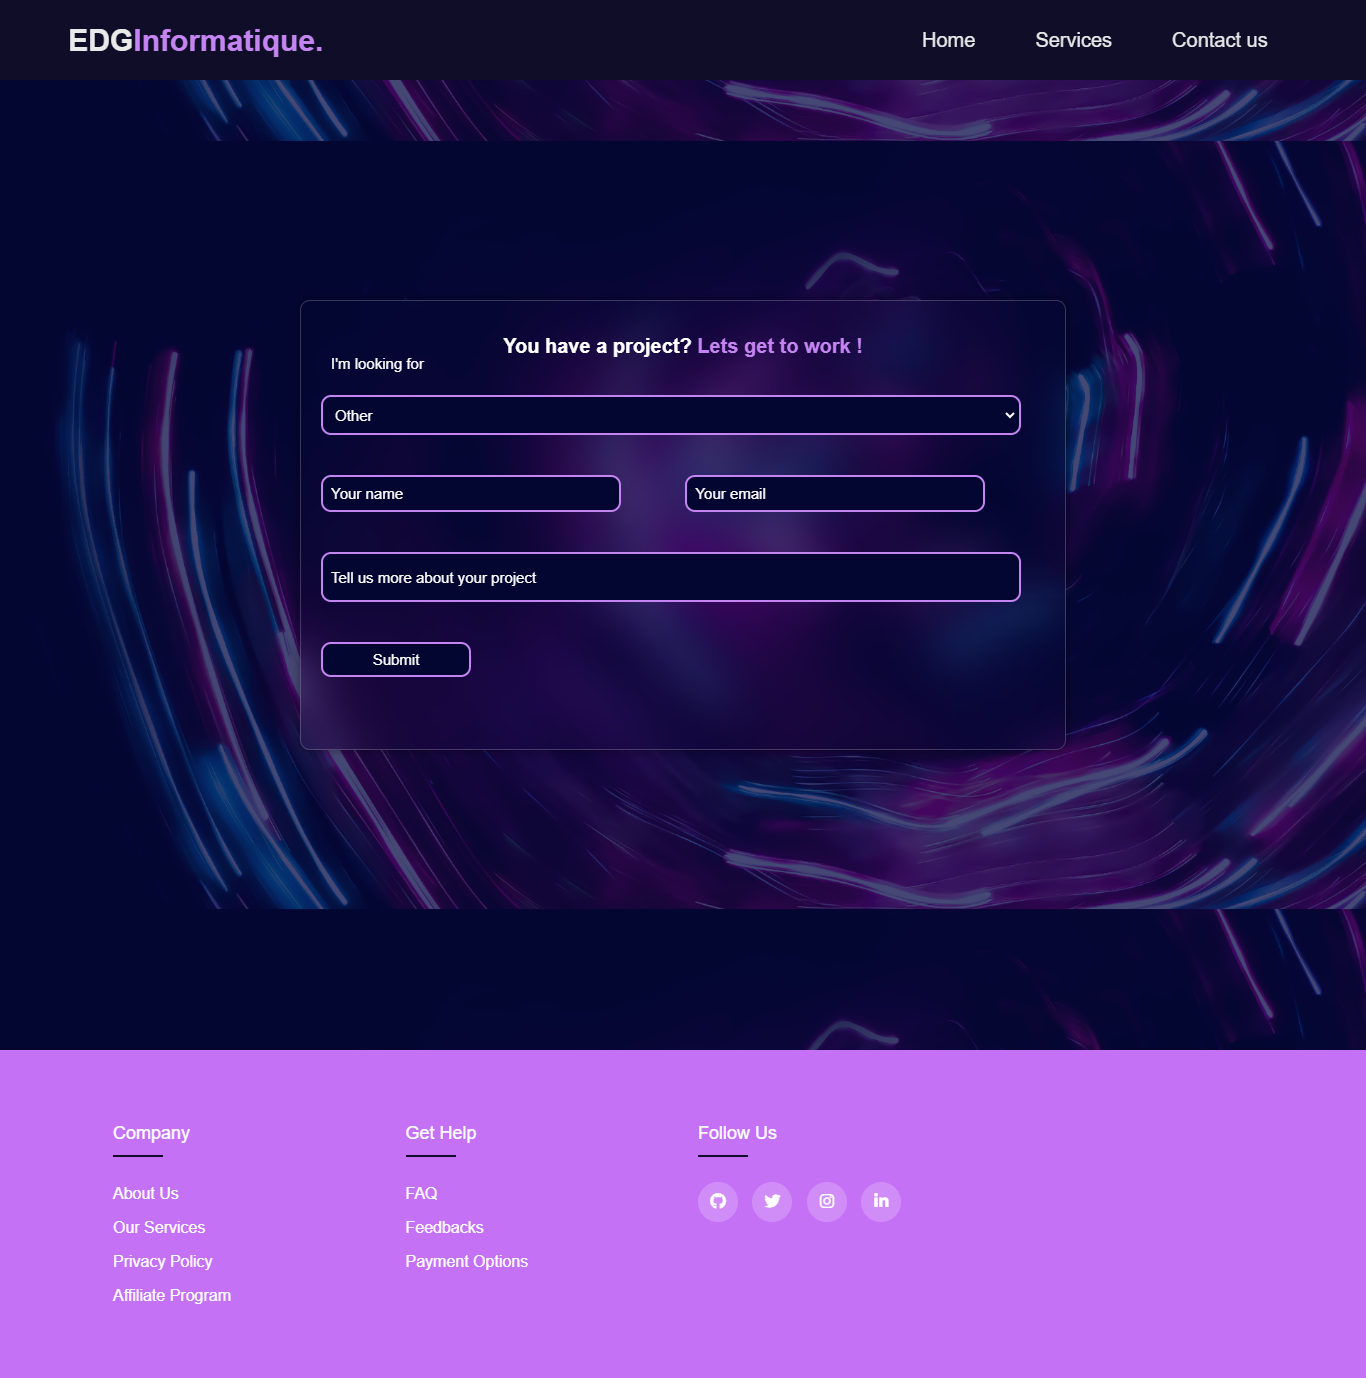 EDGInformatique.
Home Services Contact us
You have a project? Lets get to work !
I'm looking for
Other
Your name Your email
Tell us more about your project
Submit
Company
About Us
Our Services
Privacy Policy
Affiliate Program
Get Help
FAQ
Feedbacks
Payment Options
Follow Us